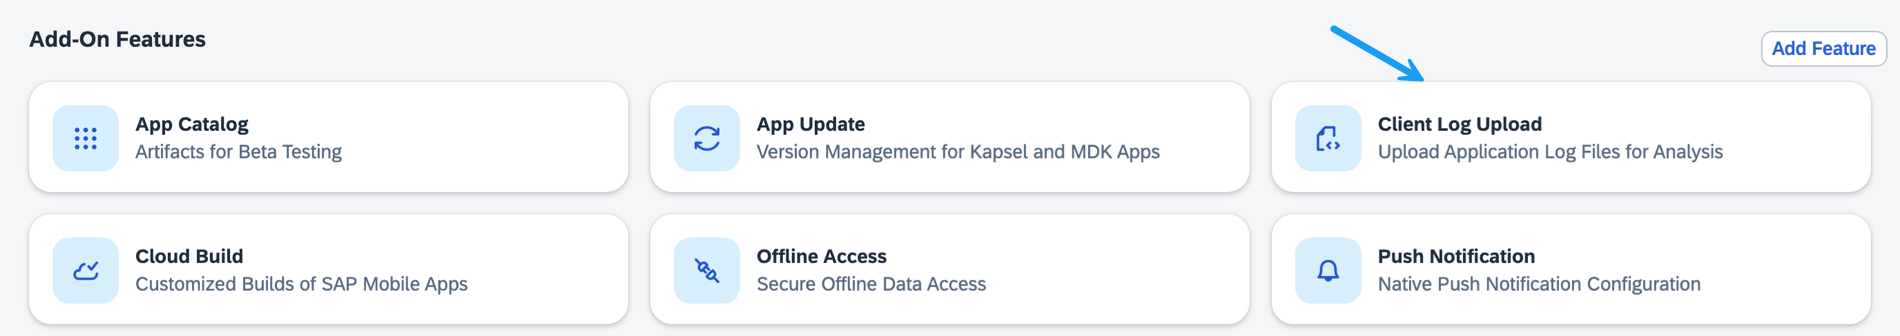 Add-On Features
Add Feature
App Catalog
Artifacts for Beta Testing
App Update
Version Management for Kapsel and MDK Apps
Client Log Upload
Upload Application Log Files for Analysis
Cloud Build
Customized Builds of SAP Mobile Apps
Offline Access
Secure Offline Data Access
Push Notification
Native Push Notification Configuration